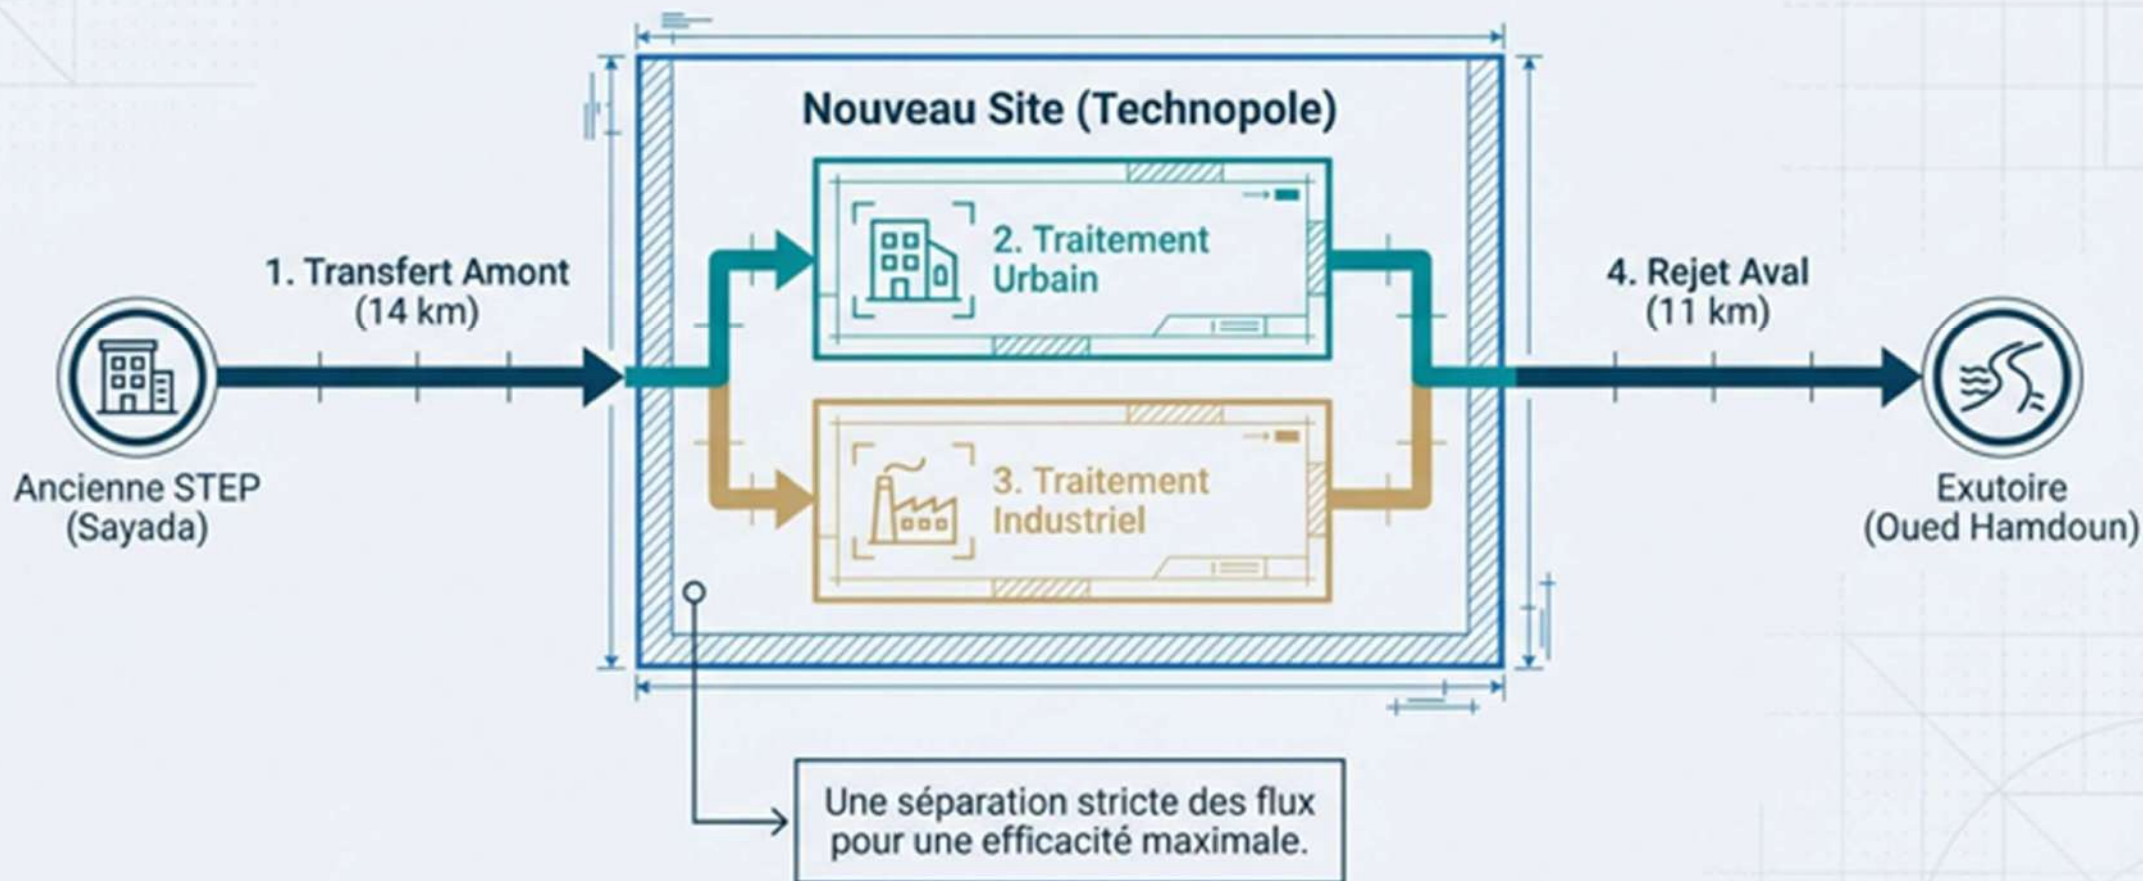 Nouveau Site (Technopole)
1. Transfert Amont
(14 km)
2. Traitement
Urbain
4. Rejet Aval
(11 km)
Ancienne STEP
(Sayada)
3. Traitement
Industriel
Exutoire
(Oued Hamdoun)
Une séparation stricte des flux
pour une efficacité maximale.